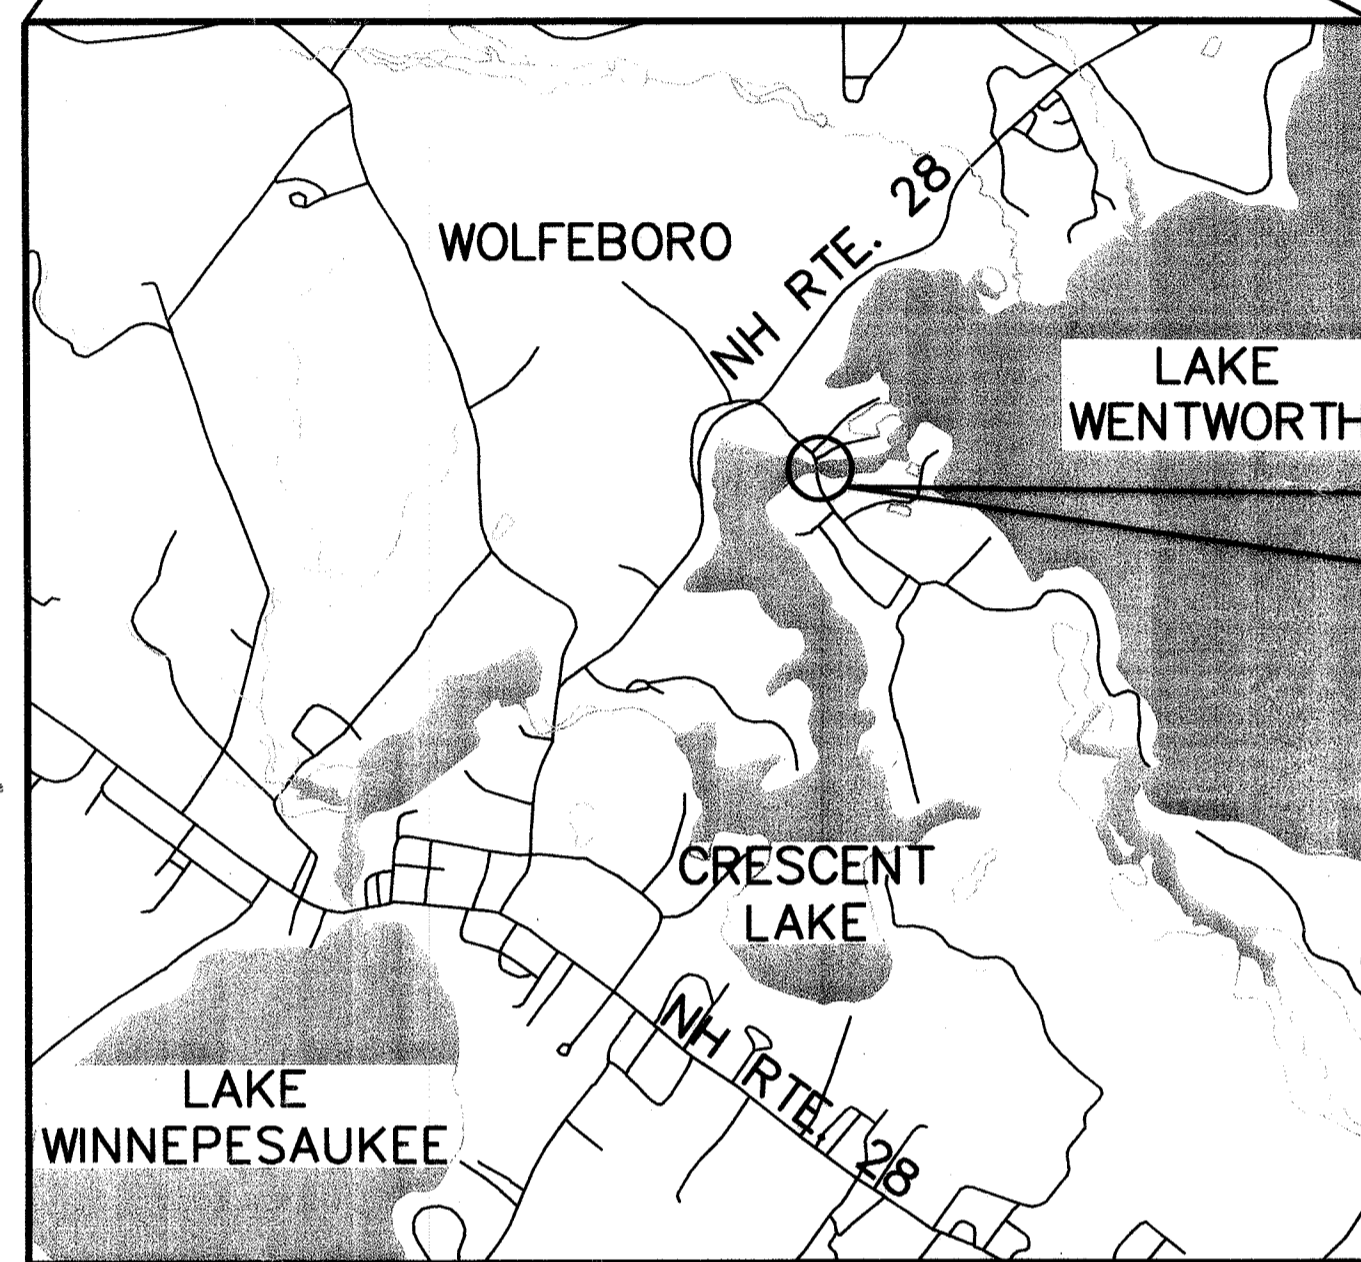 WOLFEBORO
NH RTE. 28
LAKE
WENTWORTH
CRESCENT
LAKE
NH RTE. 28
LAKE
WINNEPESAUKEE